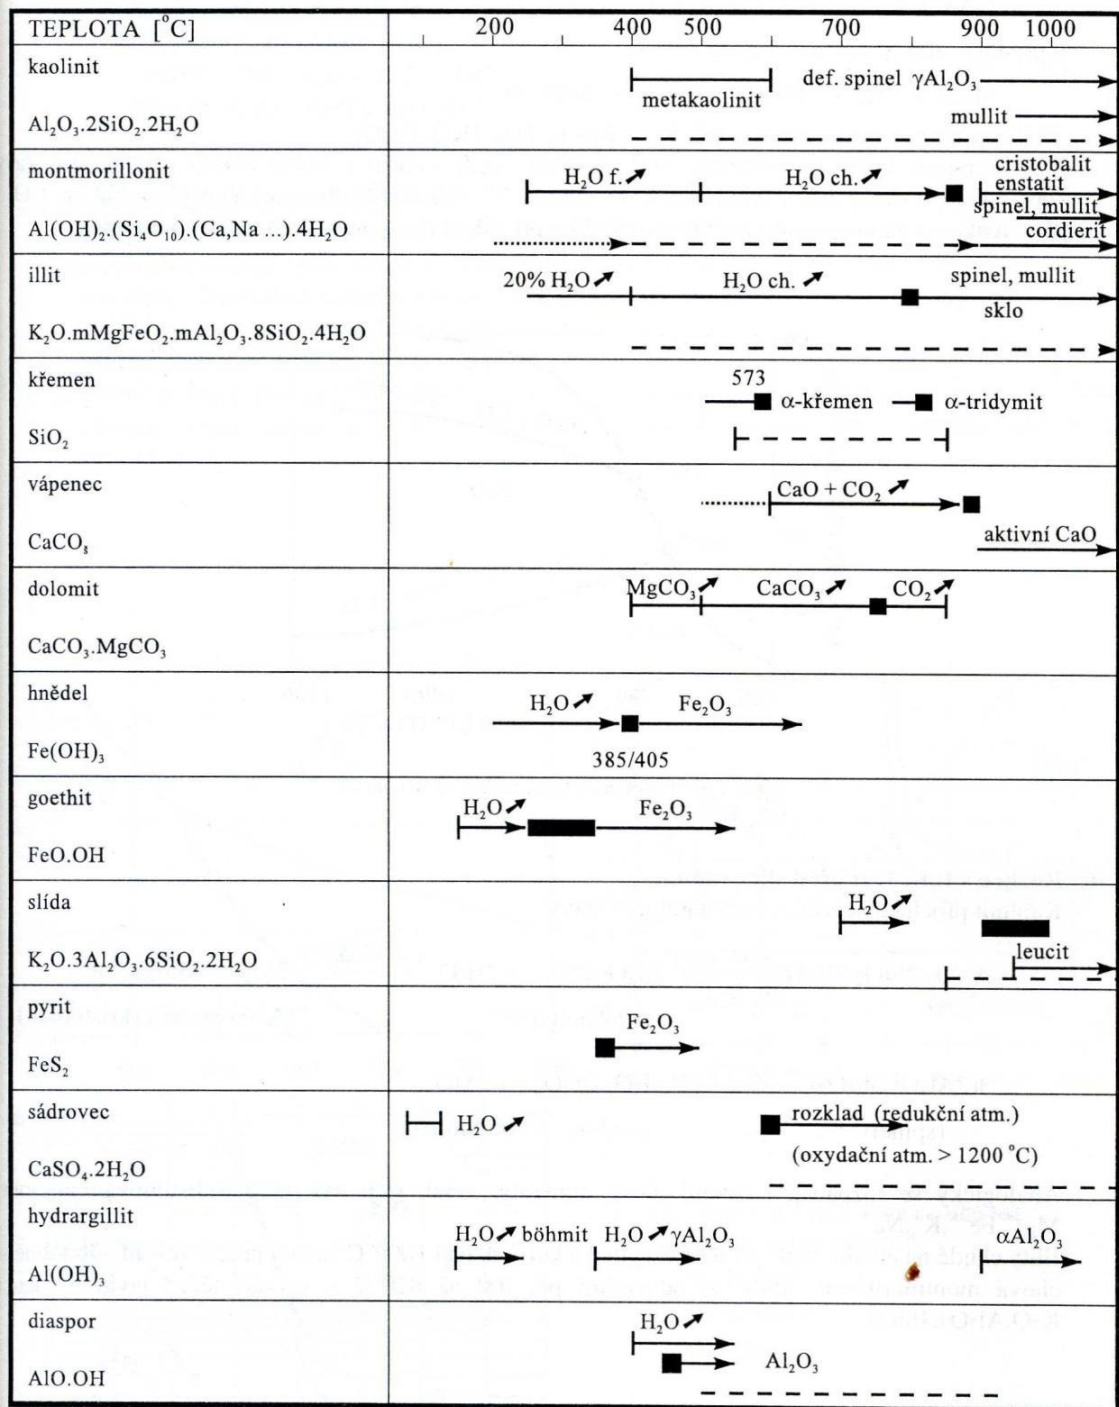 TEPLOTA [°C] 200 400 500 700 900 1000
kaolinit
def. spinel γAl₂O₃
metakaolinit
mullit
Al₂O₃.2SiO₂.2H₂O
montmorillonit
H₂O f. H₂O ch. cristobalit
enstatit
spinel, mullit
Al(OH)₂.(Si₄O₁₀).(Ca,Na ...).4H₂O
cordierit
illit
20% H₂O H₂O ch. spinel, mullit
sklo
K₂O.mMgFeO₂.mAl₂O₃.8SiO₂.4H₂O
křemen
573
α-křemen α-tridymit
SiO₂
vápenec
CaO + CO₂
aktivní CaO
CaCO₃
dolomit
MgCO₃ CaCO₃ CO₂
CaCO₃.MgCO₃
hnědel
H₂O Fe₂O₃
Fe(OH)₃
385/405
goethit
H₂O Fe₂O₃
FeO.OH
slída
H₂O
leucit
K₂O.3Al₂O₃.6SiO₂.2H₂O
pyrit
Fe₂O₃
FeS₂
sádrovec
H₂O rozklad (redukční atm.)
CaSO₄.2H₂O (oxydační atm. > 1200 °C)
hydrargillit
H₂O böhmit H₂O γAl₂O₃ αAl₂O₃
Al(OH)₃
diaspor
H₂O
Al₂O₃
AlO.OH